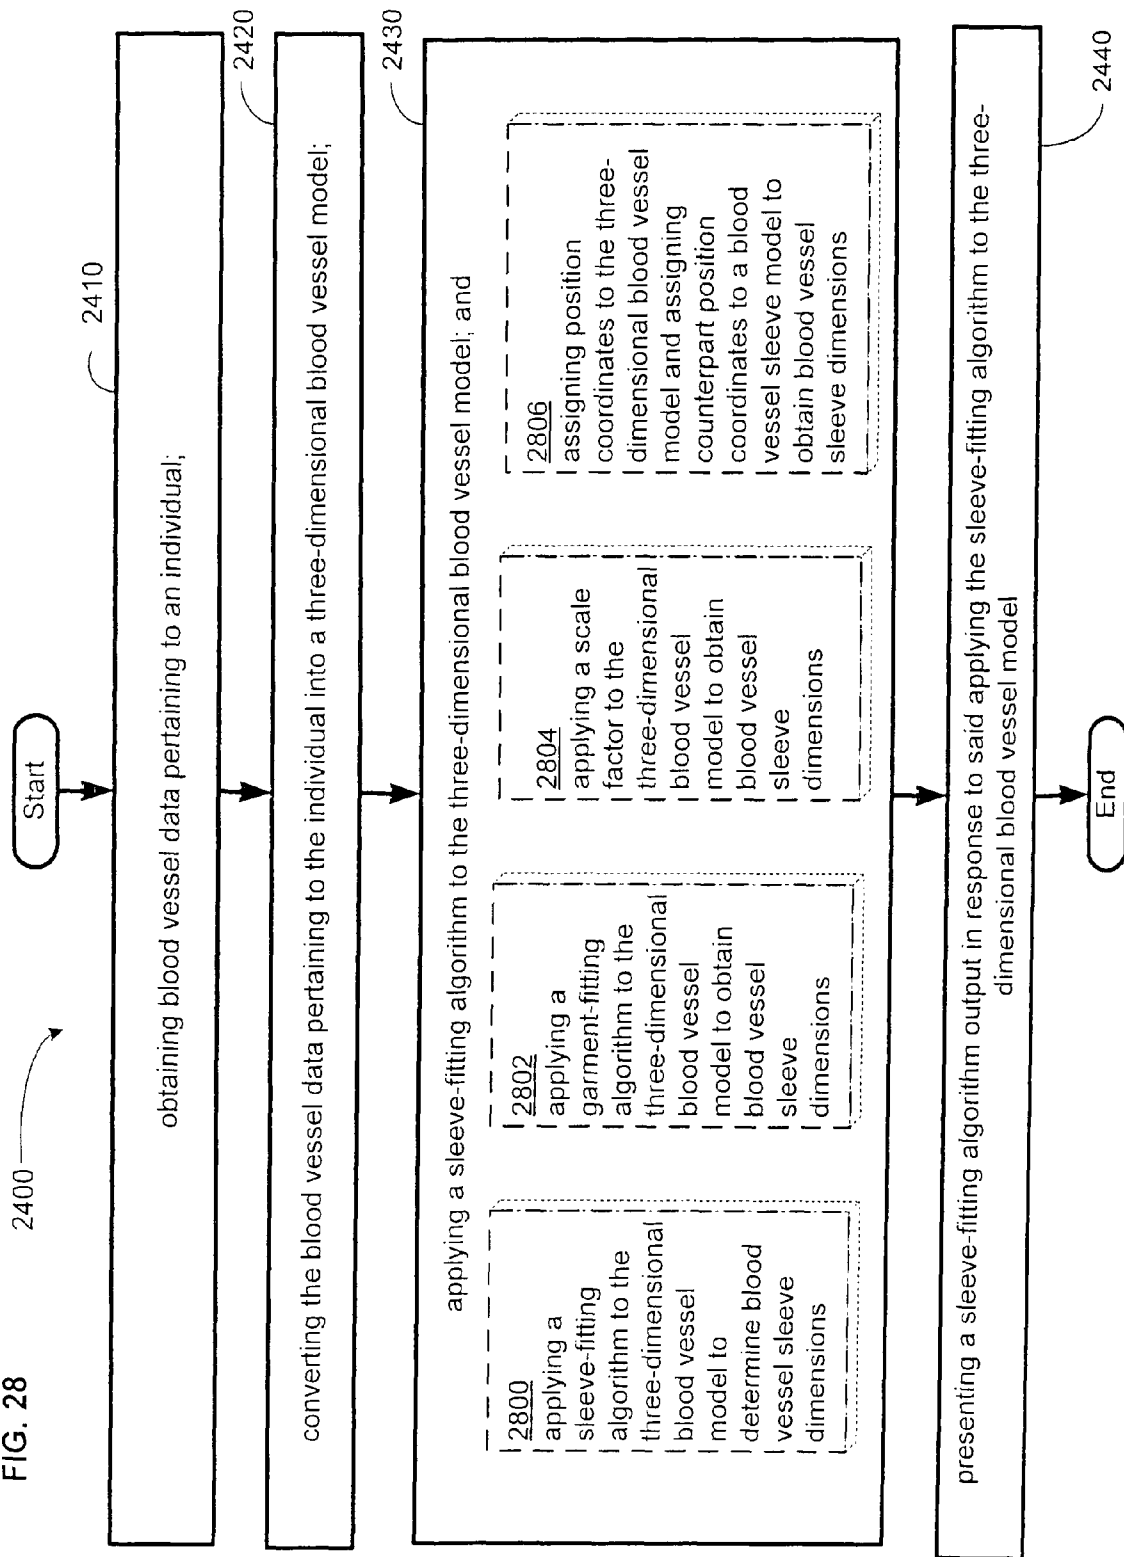 FIG. 28
2400
Start
2410
obtaining blood vessel data pertaining to an individual;
2420
converting the blood vessel data pertaining to the individual into a three-dimensional blood vessel model;
2430
applying a sleeve-fitting algorithm to the three-dimensional blood vessel model; and
2800
applying a
sleeve-fitting
algorithm to the
three-dimensional
blood vessel
model to
determine blood
vessel sleeve
dimensions
2802
applying a
garment-fitting
algorithm to the
three-dimensional
blood vessel
model to obtain
blood vessel
sleeve
dimensions
2804
applying a scale
factor to the
three-dimensional
blood vessel
model to obtain
blood vessel
sleeve
dimensions
2806
assigning position
coordinates to the three-
dimensional blood vessel
model and assigning
counterpart position
coordinates to a blood
vessel sleeve model to
obtain blood vessel
sleeve dimensions
2440
presenting a sleeve-fitting algorithm output in response to said applying the sleeve-fitting algorithm to the three-
dimensional blood vessel model
End